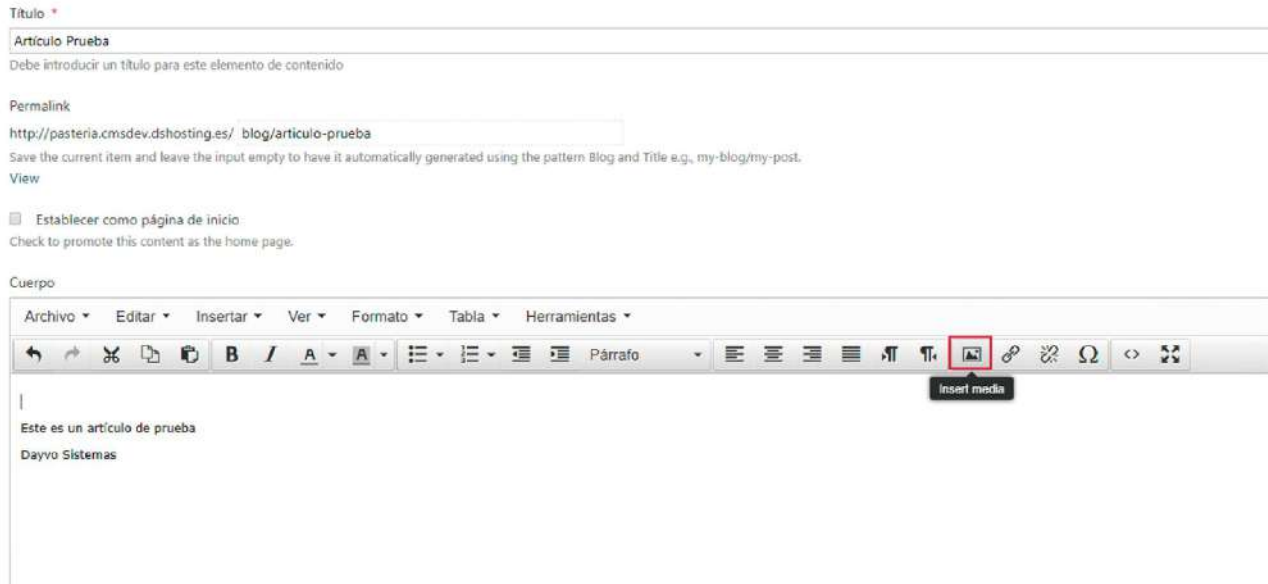 Título *
Artículo Prueba
Debe introducir un título para este elemento de contenido
Permalink
http://pasteria.cmsdev.dshosting.es/ blog/articulo-prueba
Save the current item and leave the input empty to have it automatically generated using the pattern Blog and Title e.g., my-blog/my-post.
View
Establecer como página de inicio
Check to promote this content as the home page.
Cuerpo
Archivo Editar Insertar Ver Formato Tabla Herramientas
B I A A Párrafo Ω <>
Insert media
Este es un artículo de prueba
Dayvo Sistemas